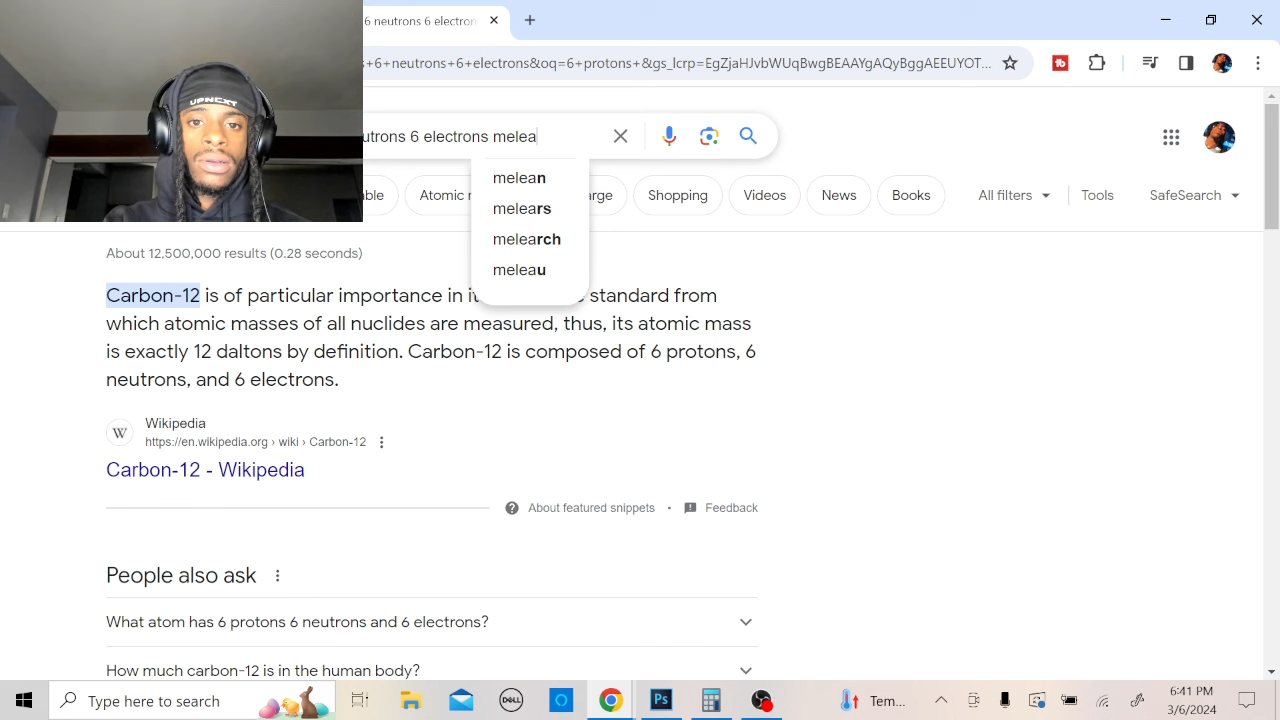 6 neutrons 6 electron
s+6+neutrons+6+electrons&oq=6+protons+&gs_lcrp=EgZjaHJvbWUqBwgBEAAYgAQyBggAEEUYOT...
UPNEXT
utrons 6 electrons melea
melean
melears
melearch
meleau
Atomic
Shopping
Videos
News
Books
All filters
Tools
SafeSearch
About 12,500,000 results (0.28 seconds)
Carbon-12 is of particular importance in standard from
which atomic masses of all nuclides are measured, thus, its atomic mass
is exactly 12 daltons by definition. Carbon-12 is composed of 6 protons, 6
neutrons, and 6 electrons.
W
Wikipedia
https://en.wikipedia.org › wiki › Carbon-12
Carbon-12 - Wikipedia
About featured snippets • Feedback
People also ask
What atom has 6 protons 6 neutrons and 6 electrons?
How much carbon-12 is in the human body?
Type here to search
DELL
Ps
Tem...
6:41 PM
3/6/2024